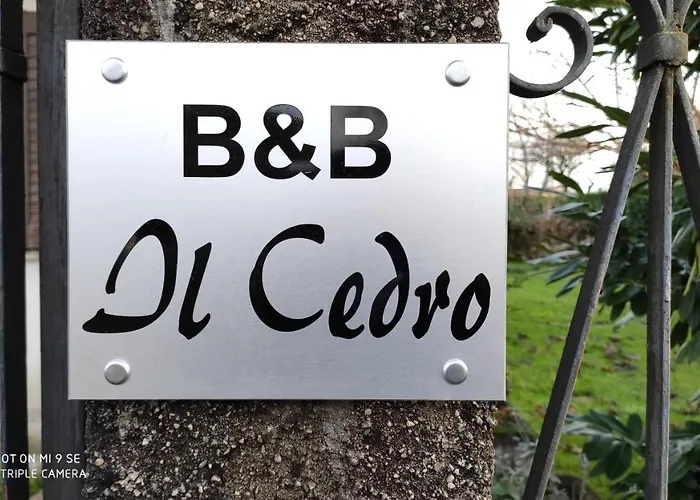 B&B
Il Cedro
OT ON MI 9 SE
TRIPLE CAMERA